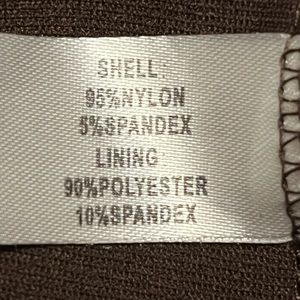 SHELL:
95%NYLON
5%SPANDEX
LINING
90%POLYESTER
10%SPANDEX